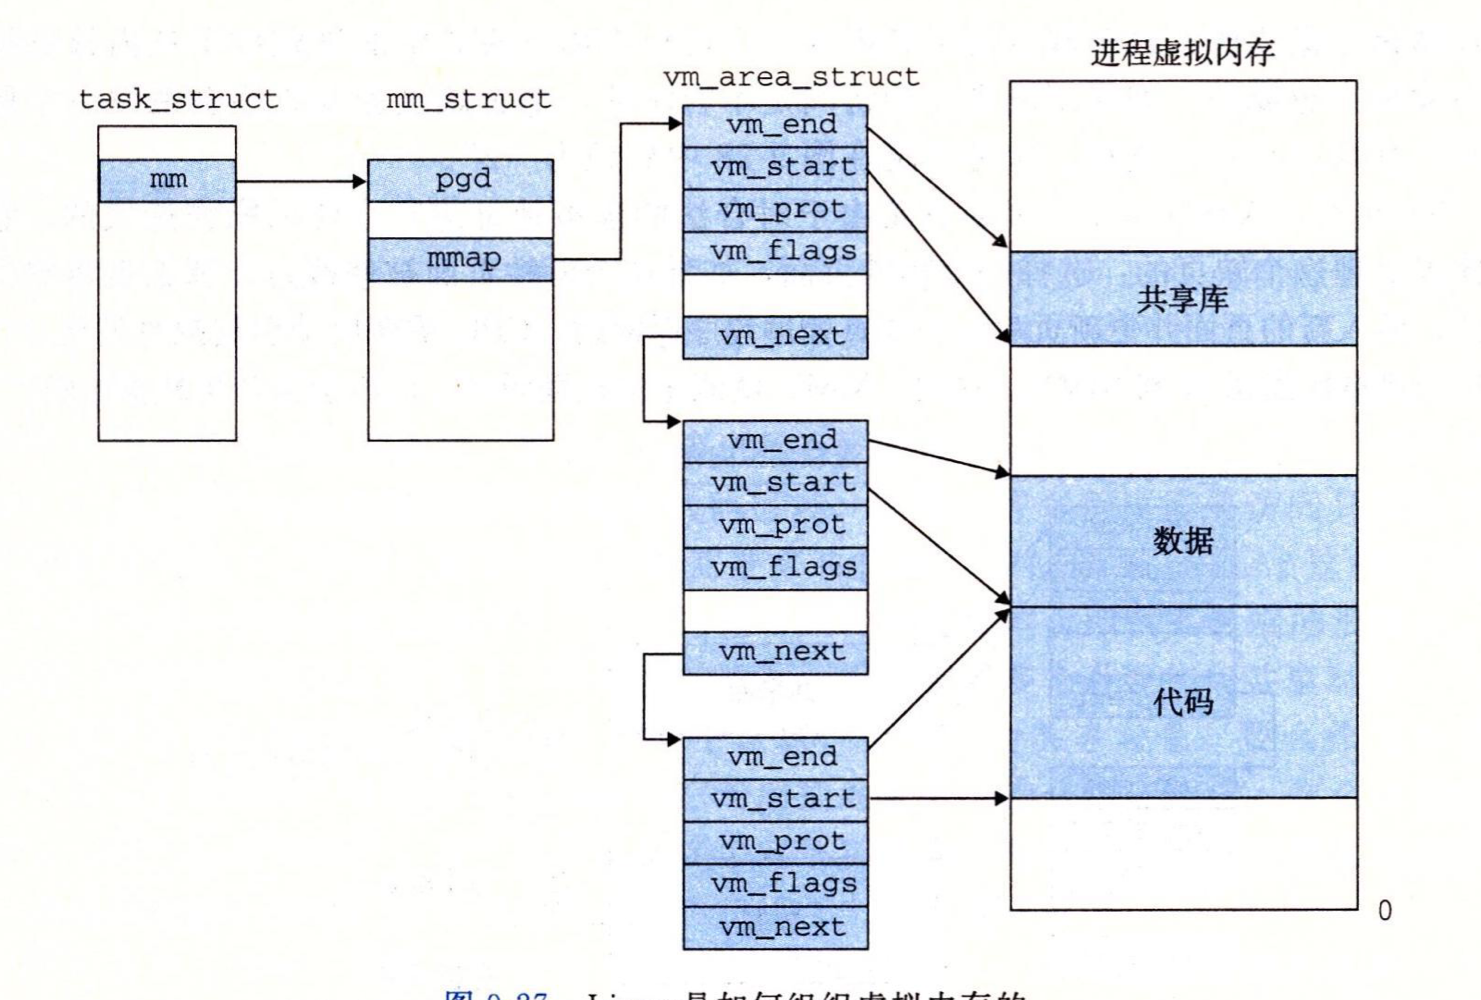 进程虚拟内存
vm_area_struct
task_struct
mm_struct
mm
pgd
mmap
vm_end
vm_start
vm_prot
vm_flags
vm_next
vm_end
vm_start
vm_prot
vm_flags
vm_next
vm_end
vm_start
vm_prot
vm_flags
vm_next
共享库
数据
代码
0